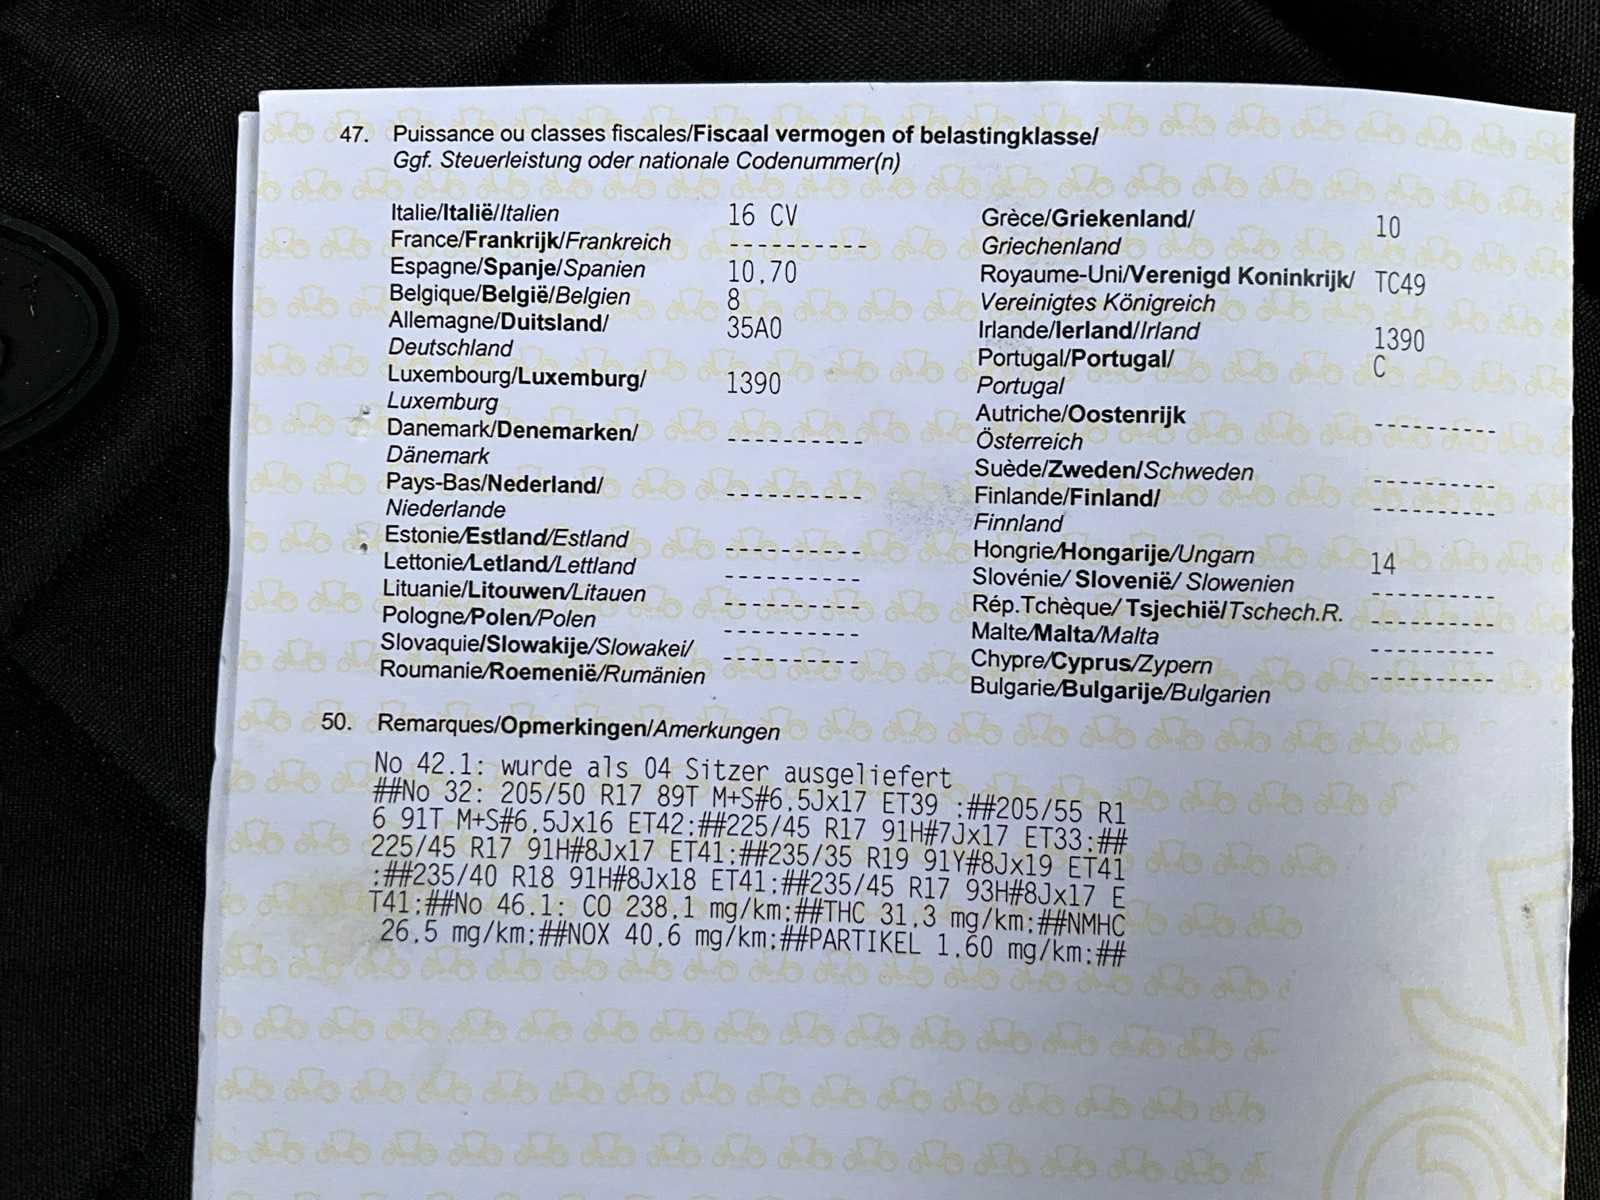 47. Puissance ou classes fiscales/Fiscaal vermogen of belastingklasse/
Ggf. Steuerleistung oder nationale Codenummer(n)
Italie/Italië/Italien 16 CV
France/Frankrijk/Frankreich ----------
Espagne/Spanje/Spanien 10,70
Belgique/België/Belgien 8
Allemagne/Duitsland/ 35A0
Deutschland
Luxembourg/Luxemburg/ 1390
Luxemburg
Danemark/Denemarken/ ----------
Dänemark
Pays-Bas/Nederland/ ----------
Niederlande
Estonie/Estland/Estland ----------
Lettonie/Letland/Lettland ----------
Lituanie/Litouwen/Litauen ----------
Pologne/Polen/Polen ----------
Slovaquie/Slowakije/Slowakei/ ----------
Roumanie/Roemenië/Rumänien
Grèce/Griekenland/ 10
Griechenland
Royaume-Uni/Verenigd Koninkrijk/ TC49
Vereinigtes Königreich
Irlande/Ierland/Irland 1390
Portugal/Portugal/ C
Portugal
Autriche/Oostenrijk ---------
Österreich
Suède/Zweden/Schweden ---------
Finlande/Finland/ ---------
Finnland
Hongrie/Hongarije/Ungarn 14
Slovénie/ Slovenië/ Slowenien ---------
Rép.Tchèque/ Tsjechië/Tschech.R. ---------
Malte/Malta/Malta ---------
Chypre/Cyprus/Zypern ---------
Bulgarie/Bulgarije/Bulgarien
50. Remarques/Opmerkingen/Amerkungen
No 42.1: wurde als 04 Sitzer ausgeliefert
##No 32: 205/50 R17 89T M+S#6,5Jx17 ET39 ;##205/55 R1
6 91T M+S#6,5Jx16 ET42;##225/45 R17 91H#7Jx17 ET33;##
225/45 R17 91H#8Jx17 ET41;##235/35 R19 91Y#8Jx19 ET41
;##235/40 R18 91H#8Jx18 ET41;##235/45 R17 93H#8Jx17 E
T41;##No 46.1: CO 238,1 mg/km;##THC 31,3 mg/km;##NMHC
26,5 mg/km;##NOX 40,6 mg/km;##PARTIKEL 1,60 mg/km;##